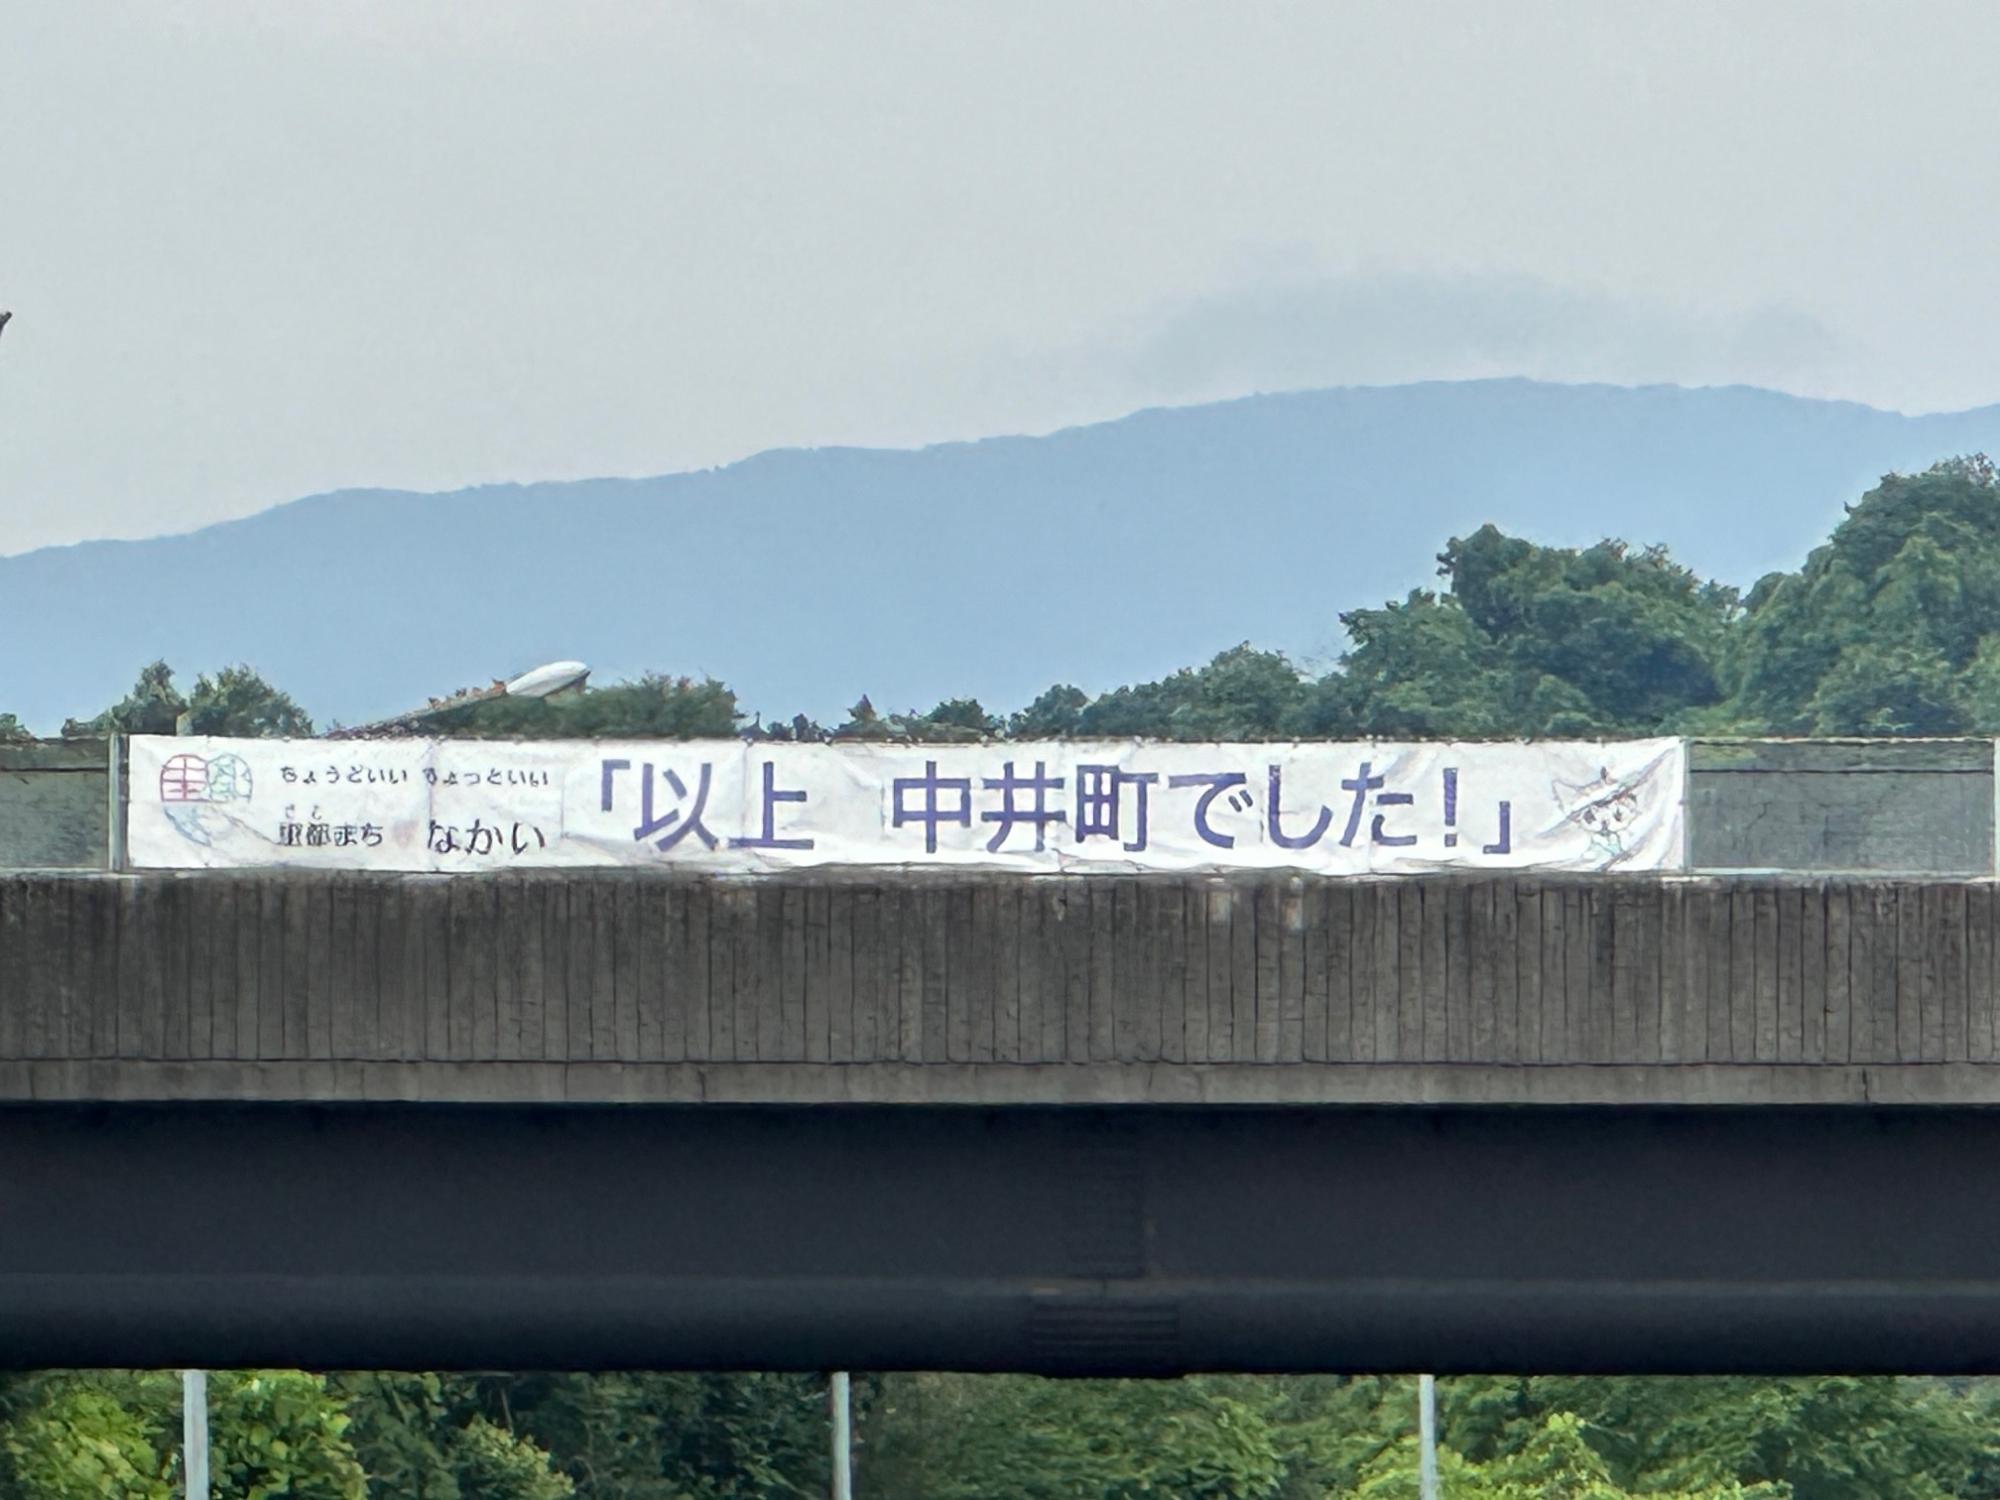 ちょうどいい ちょっといい
さと
里都まち なかい
「以上　中井町でした！」